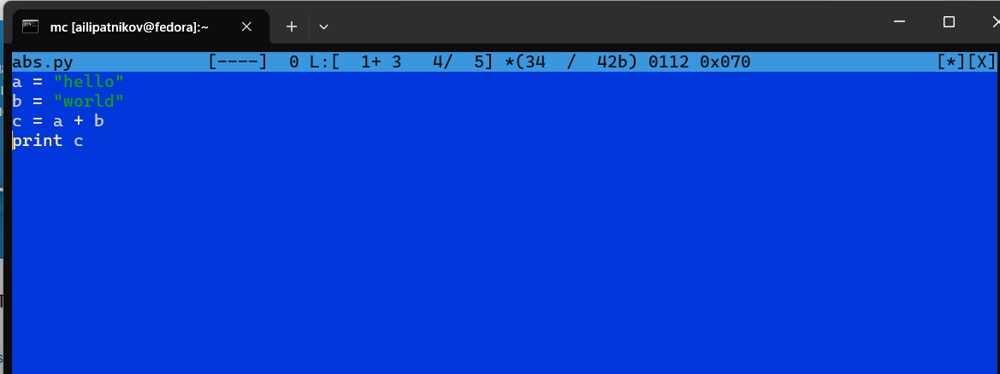 mc [ailipatnikov@fedora]:~
abs.py [----] 0 L:[ 1+ 3 4/ 5] *(34 / 42b) 0112 0x070 [*][X]
a = "hello"
b = "world"
c = a + b
print c